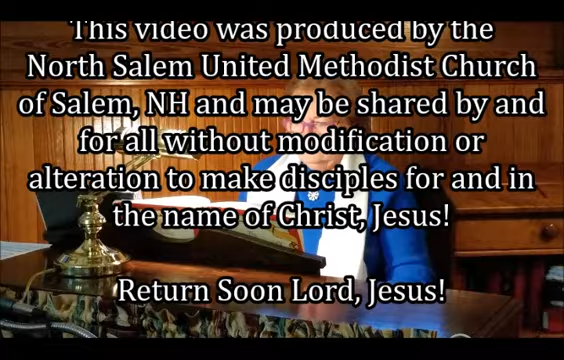 This video was produced by the
North Salem United Methodist Church
of Salem, NH and may be shared by and
for all without modification or
alteration to make disciples for and in
the name of Christ, Jesus!
Return Soon Lord, Jesus!